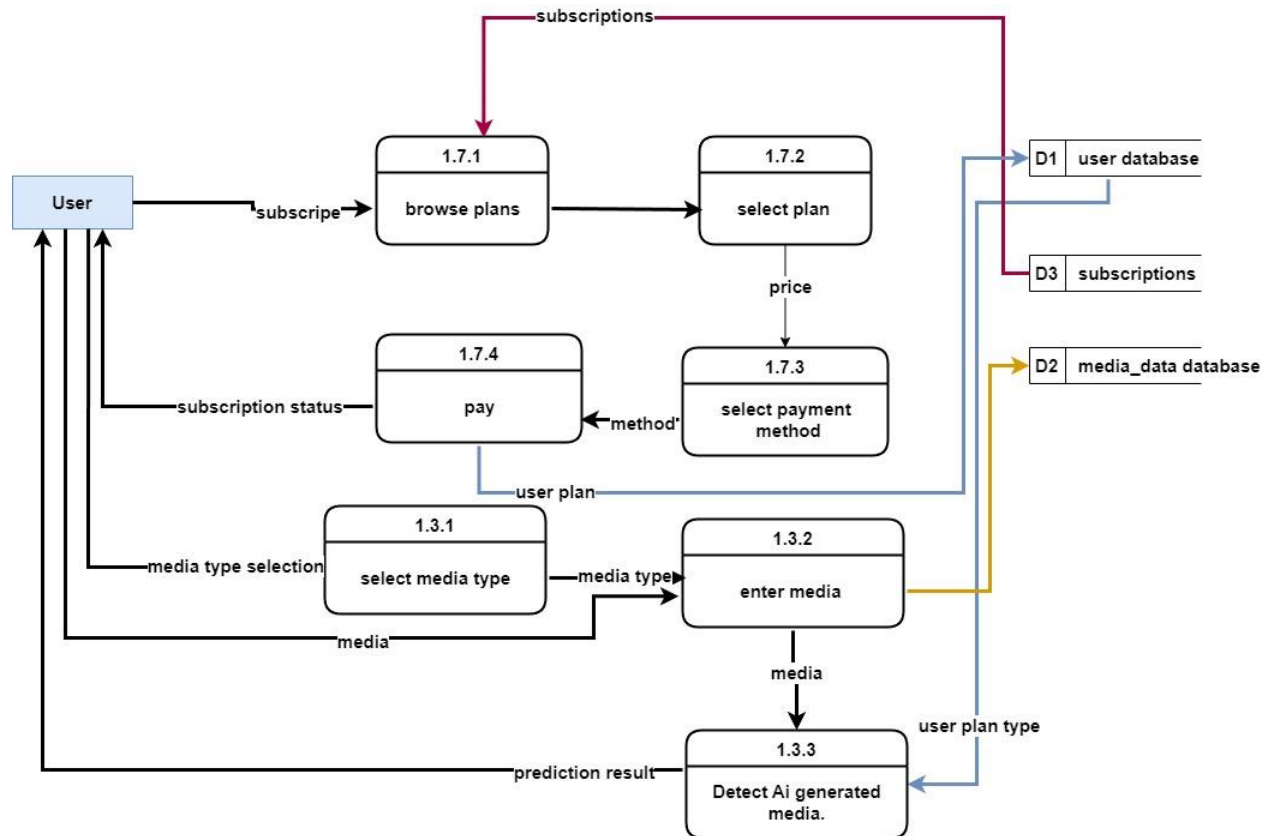 subscriptions
1.7.1
browse plans
1.7.2
select plan
D1 user database
User
subscripe
D3 subscriptions
price
1.7.4
pay
1.7.3
select payment
method
D2 media_data database
subscription status
method
user plan
1.3.1
select media type
1.3.2
enter media
media type selection
media type
media
media
user plan type
1.3.3
Detect Ai generated
media.
prediction result